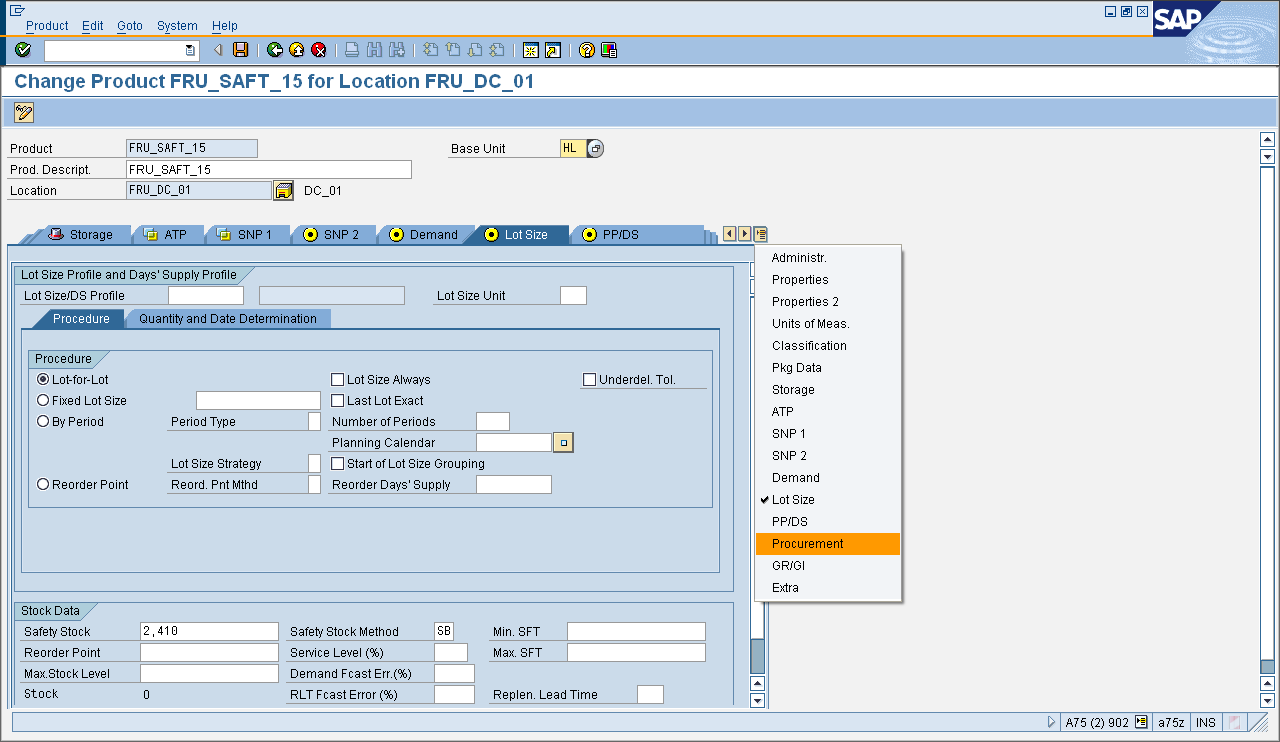 Product Edit Goto System Help
SAP
Change Product FRU_SAFT_15 for Location FRU_DC_01
Product FRU_SAFT_15 Base Unit HL
Prod. Descript. FRU_SAFT_15
Location FRU_DC_01 DC_01
Storage ATP SNP 1 SNP 2 Demand Lot Size PP/DS
Administr.
Properties
Properties 2
Units of Meas.
Classification
Pkg Data
Storage
ATP
SNP 1
SNP 2
Demand
Lot Size
PP/DS
Procurement
GR/GI
Extra
Lot Size Profile and Days' Supply Profile
Lot Size/DS Profile Lot Size Unit
Procedure Quantity and Date Determination
Procedure
Lot-for-Lot Lot Size Always Underdel. Tol.
Fixed Lot Size Last Lot Exact
By Period Period Type Number of Periods
Planning Calendar
Lot Size Strategy Start of Lot Size Grouping
Reorder Point Reord. Pnt Mthd Reorder Days' Supply
Stock Data
Safety Stock 2,410 Safety Stock Method SB Min. SFT
Reorder Point Service Level (%) Max. SFT
Max.Stock Level Demand Fcast Err.(%)
Stock 0 RLT Fcast Error (%) Replen. Lead Time
A75 (2) 902 a75z INS